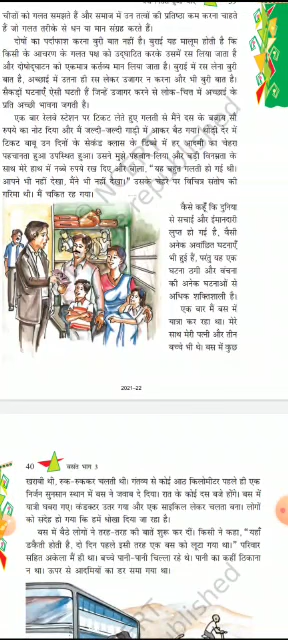 चीजों को गलत समझते हैं और समाज में उन तत्वों की प्रतिष्ठा कम करना चाहते
हैं जो गलत तरीके से धन या मान संग्रह करते हैं।
दोषों का पर्दाफ़ाश करना बुरी बात नहीं है। बुराई यह मालूम होती है कि
किसी के आचरण के गलत पक्ष को उद्घाटित करके उसमें रस लिया जाता है
और दोषोद्घाटन को एकमात्र कर्तव्य मान लिया जाता है। बुराई में रस लेना बुरी
बात है, अच्छाई में उतना ही रस लेकर उजागर न करना और भी बुरी बात है।
सैकड़ों घटनाएँ ऐसी घटती हैं जिन्हें उजागर करने से लोक-चित्त में अच्छाई के
प्रति अच्छी भावना जगती है।
एक बार रेलवे स्टेशन पर टिकट लेते हुए गलती से मैंने दस के बजाय सौ
रुपये का नोट दिया और मैं जल्दी-जल्दी गाड़ी में आकर बैठ गया। थोड़ी देर में
टिकट बाबू उन दिनों के सेकंड क्लास के डिब्बे में हर आदमी का चेहरा
पहचानता हुआ उपस्थित हुआ। उसने मुझे पहचान लिया और बड़ी विनम्रता के
साथ मेरे हाथ में नब्बे रुपये रख दिए और बोला, "यह बहुत गलती हो गई थी।
आपने भी नहीं देखा, मैंने भी नहीं देखा।" उसके चेहरे पर विचित्र संतोष की
गरिमा थी। मैं चकित रह गया।
कैसे कहूँ कि दुनिया
से सच्चाई और ईमानदारी
लुप्त हो गई है, वैसी
अनेक अवांछित घटनाएँ
भी हुई हैं, परंतु यह एक
घटना ठगी और वंचना
की अनेक घटनाओं से
अधिक शक्तिशाली है।
एक बार मैं बस में
यात्रा कर रहा था। मेरे
साथ मेरी पत्नी और तीन
बच्चे भी थे। बस में कुछ
2021-22
40 वसंत भाग 3
खराबी थी, रुक-रुककर चलती थी। गंतव्य से कोई आठ किलोमीटर पहले ही एक
निर्जन सुनसान स्थान में बस ने जवाब दे दिया। रात के कोई दस बजे होंगे। बस में
यात्री घबरा गए। कंडक्टर उतर गया और एक साइकिल लेकर चलता बना। लोगों
को संदेह हो गया कि हमें धोखा दिया जा रहा है।
बस में बैठे लोगों ने तरह-तरह की बातें शुरू कर दीं। किसी ने कहा, "यहाँ
डकैती होती है, दो दिन पहले इसी तरह एक बस को लूटा गया था।" परिवार
सहित अकेला मैं ही था। बच्चे पानी-पानी चिल्ला रहे थे। पानी का कहीं ठिकाना
न था। ऊपर से आदमियों का डर समा गया था।